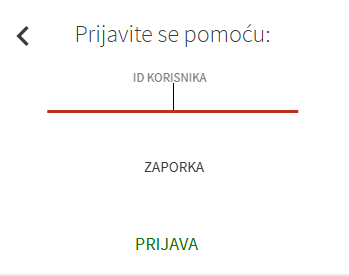 Prijavite se pomoću:
ID KORISNIKA
ZAPORKA
PRIJAVA